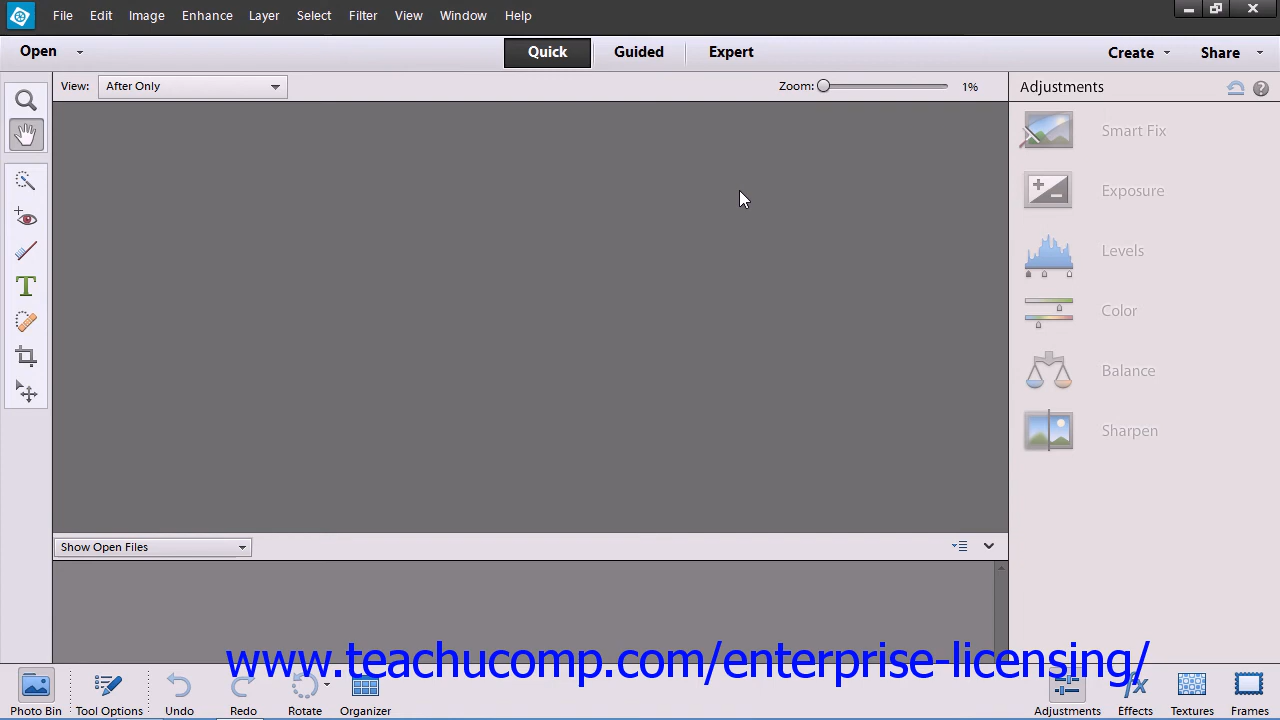 File Edit Image Enhance Layer Select Filter View Window Help
Open Quick Guided Expert Create Share
View: After Only Zoom: 1% Adjustments
Smart Fix
Exposure
Levels
T
Color
Balance
Sharpen
Show Open Files
www.teachucomp.com/enterprise-licensing/
fx
Photo Bin Tool Options Undo Redo Rotate Organizer Adjustments Effects Textures Frames